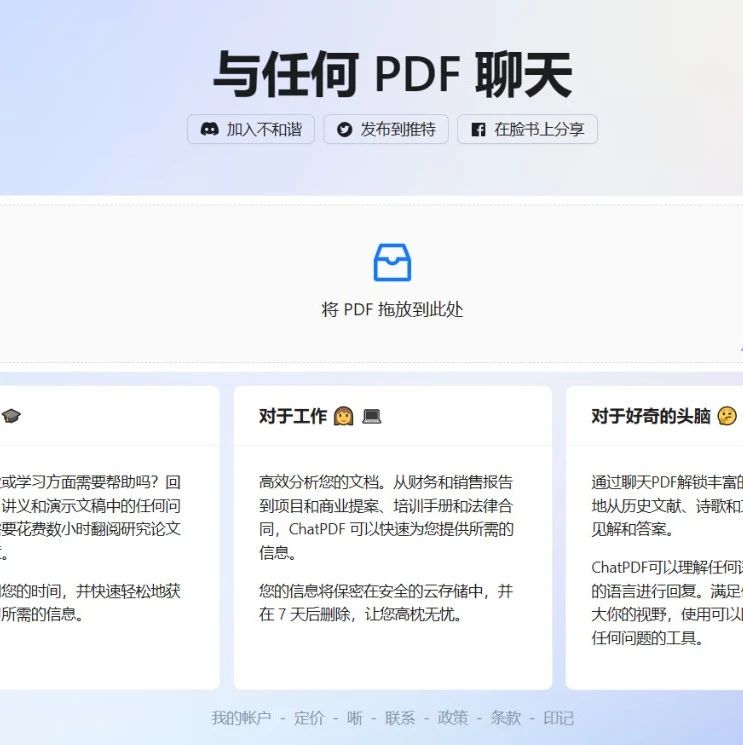 与任何 PDF 聊天
加入不和谐
发布到推特
在脸书上分享
将 PDF 拖放到此处
或学习方面需要帮助吗？回
讲义和演示文稿中的任何问
要花费数小时翻阅研究论文
。
您的时间，并快速轻松地获
所需的信息。
对于工作
高效分析您的文档。从财务和销售报告
到项目和商业提案、培训手册和法律合
同，ChatPDF 可以快速为您提供所需的
信息。
您的信息将保密在安全的云存储中，并
在 7 天后删除，让您高枕无忧。
对于好奇的头脑
通过聊天PDF解锁丰富的
地从历史文献、诗歌和
见解和答案。
ChatPDF可以理解任何
的语言进行回复。满足
大你的视野，使用可以
任何问题的工具。
我的帐户 - 定价 - 晰 - 联系 - 政策 - 条款 - 印记